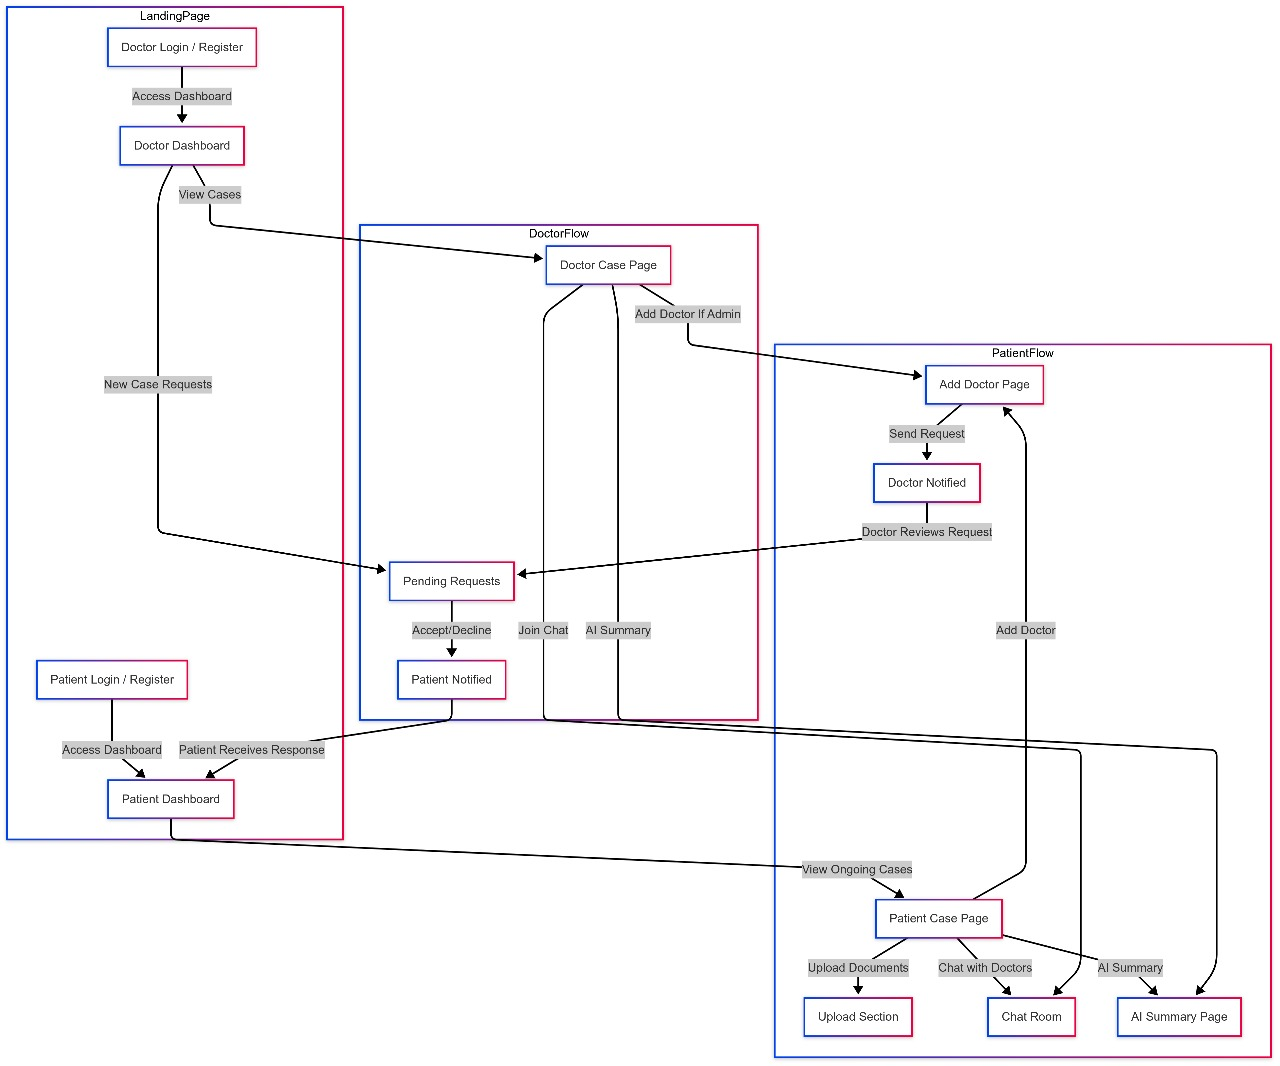 LandingPage
Doctor Login / Register
Access Dashboard
Doctor Dashboard
View Cases
New Case Requests
Patient Login / Register
Access Dashboard
Patient Receives Response
Patient Dashboard
DoctorFlow
Doctor Case Page
Add Doctor If Admin
Pending Requests
Accept/Decline
Join Chat
AI Summary
Patient Notified
PatientFlow
Add Doctor Page
Send Request
Doctor Notified
Doctor Reviews Request
Add Doctor
View Ongoing Cases
Patient Case Page
Upload Documents
Chat with Doctors
AI Summary
Upload Section
Chat Room
AI Summary Page